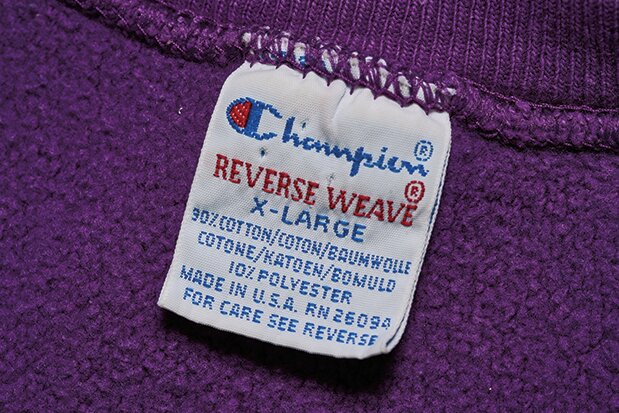 Champion®
REVERSE WEAVE®
X-LARGE
90% COTTON/COTON/BAUMWOLLE
COTONE/KATOEN/BOMULD
10% POLYESTER
MADE IN U.S.A. RN 26094
FOR CARE SEE REVERSE